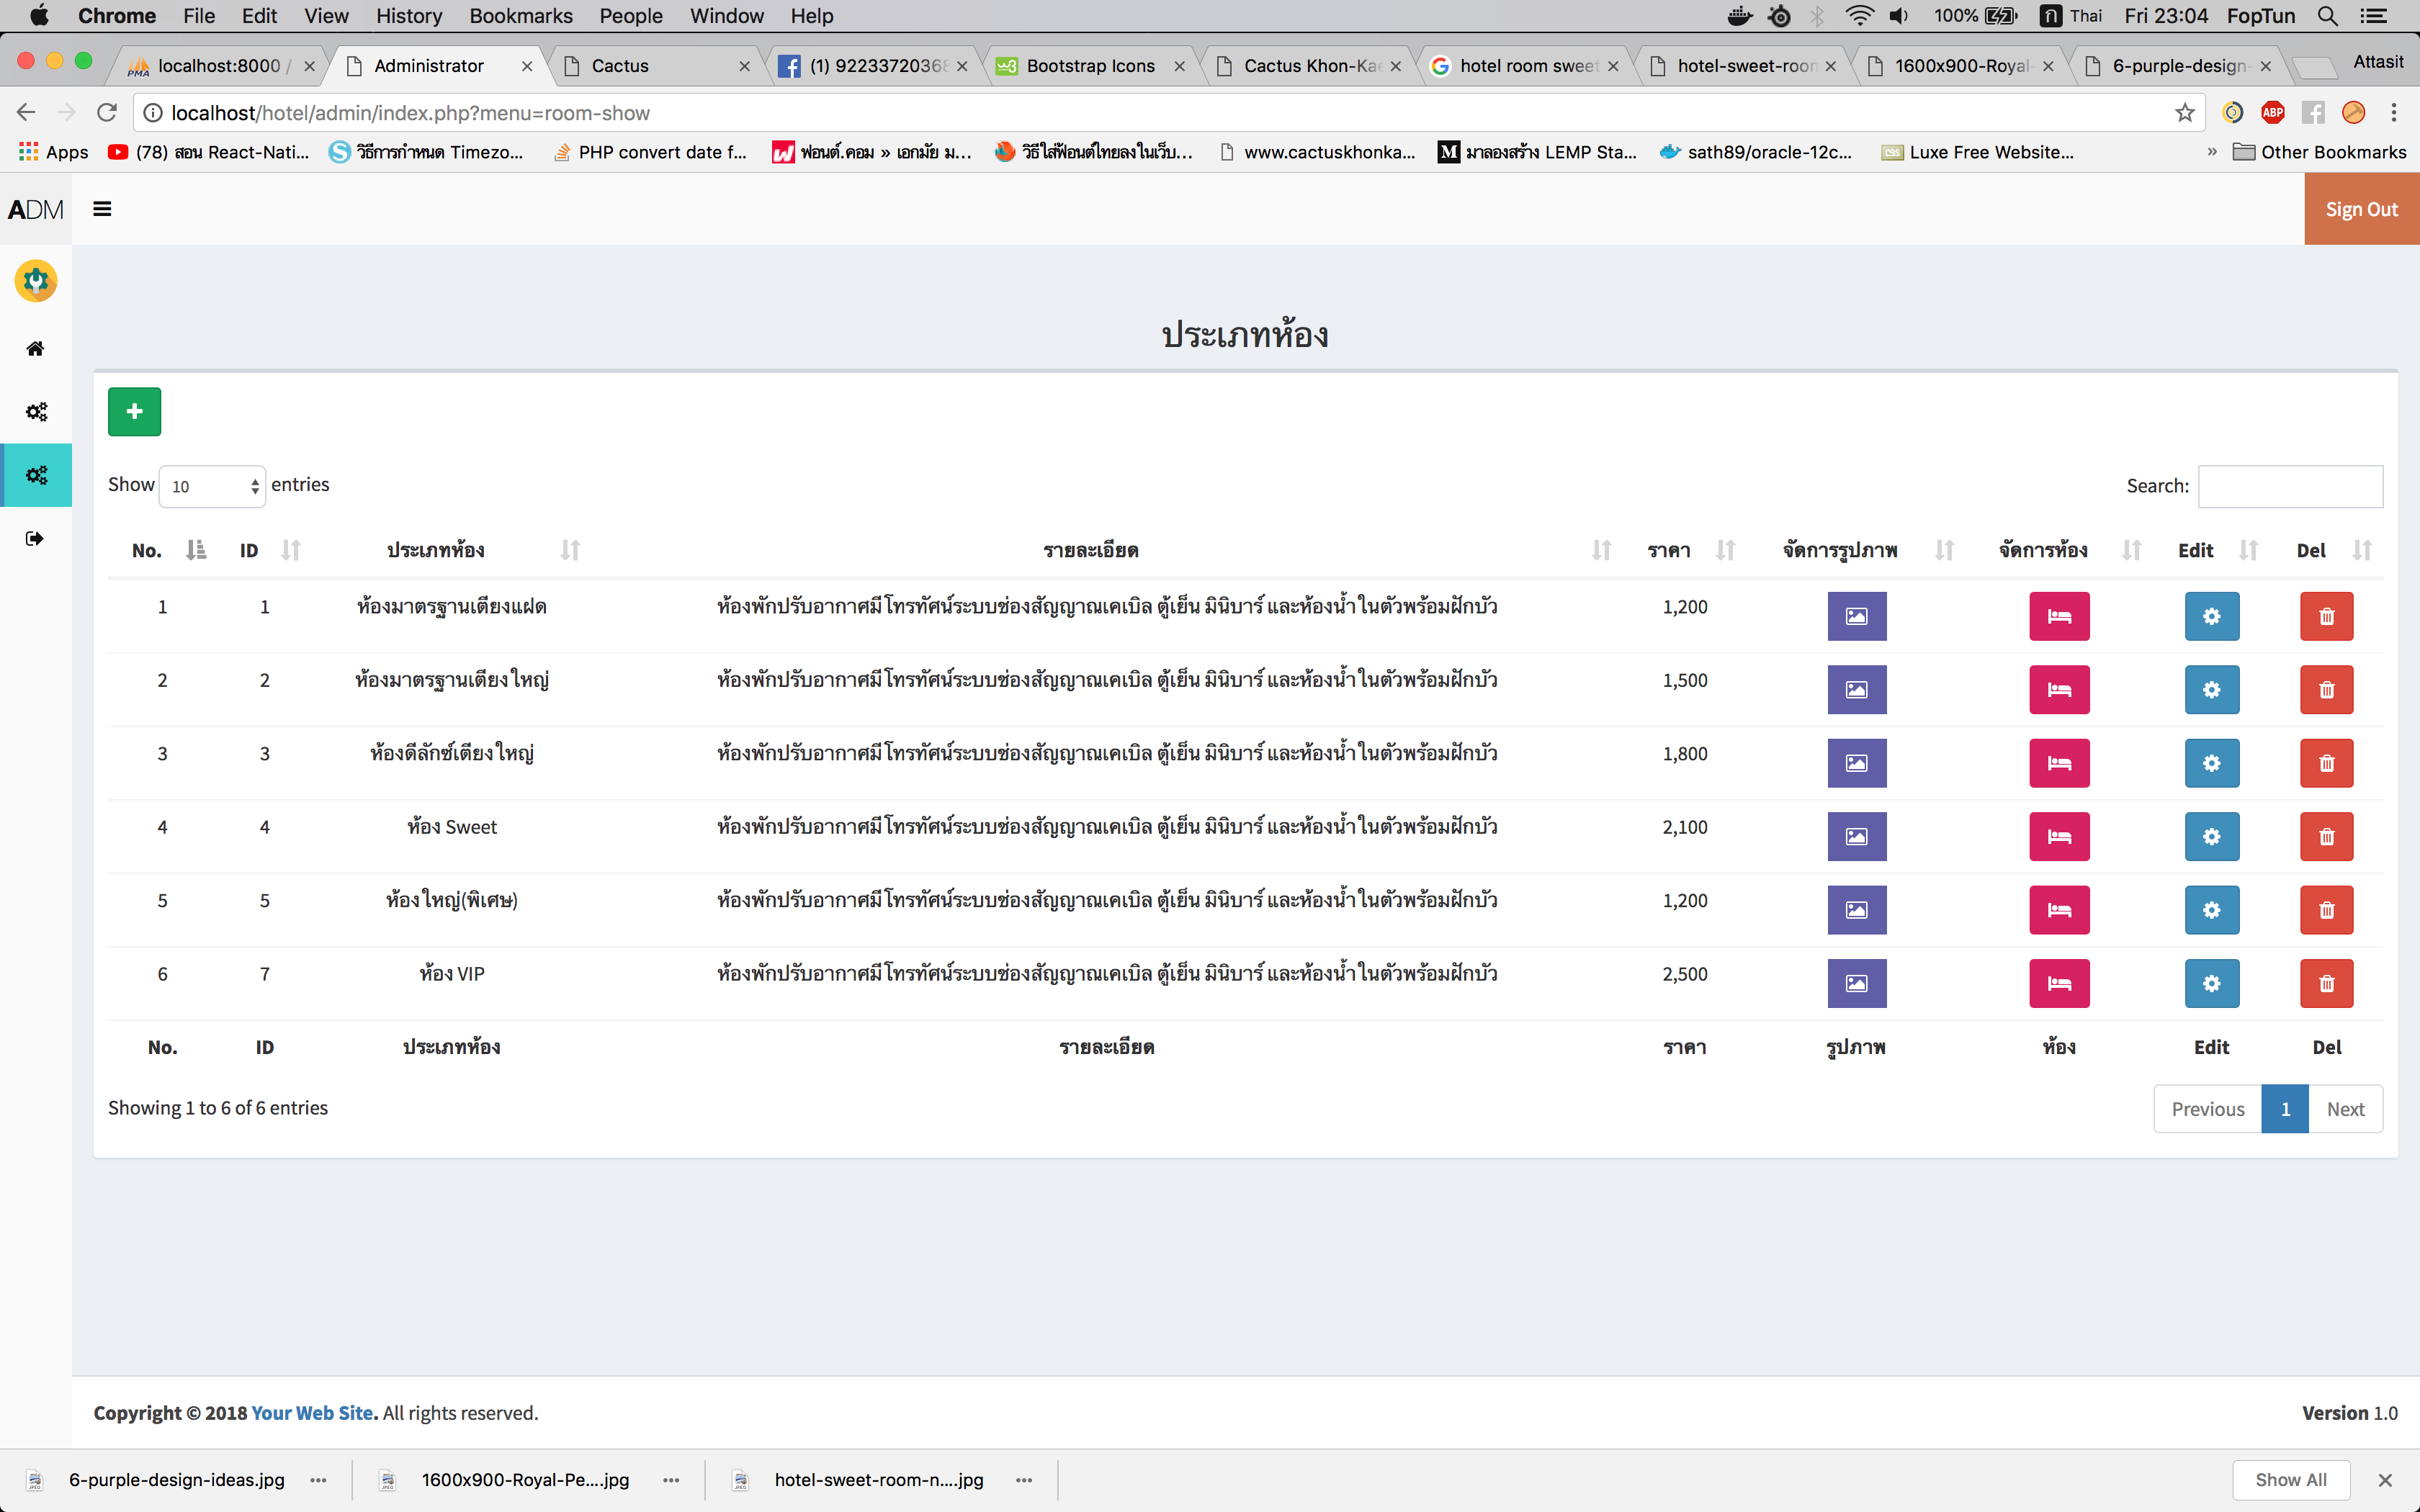 Chrome File Edit View History Bookmarks People Window Help 100% ก Thai Fri 23:04 FopTun
localhost:8000 / Administrator Cactus (1) 92233720368 Bootstrap Icons Cactus Khon-Kae hotel room sweet hotel-sweet-room 1600x900-Royal- 6-purple-design- Attasit
localhost/hotel/admin/index.php?menu=room-show
Apps (78) สอน React-Nati... วิธีการกำหนด Timezo... PHP convert date f... ฟอนต์.คอม » เอกมัย ม... วิธีใส่ฟ้อนต์ไทยลงในเว็บ... www.cactuskhonka... มาลองสร้าง LEMP Sta... sath89/oracle-12c... Luxe Free Website... » Other Bookmarks
ADM Sign Out
ประเภทห้อง
Show 10 entries Search:
No. ID ประเภทห้อง รายละเอียด ราคา จัดการรูปภาพ จัดการห้อง Edit Del
1 1 ห้องมาตรฐานเตียงแฝด ห้องพักปรับอากาศมีโทรทัศน์ระบบช่องสัญญาณเคเบิล ตู้เย็น มินิบาร์ และห้องน้ำในตัวพร้อมฝักบัว 1,200
2 2 ห้องมาตรฐานเตียงใหญ่ ห้องพักปรับอากาศมีโทรทัศน์ระบบช่องสัญญาณเคเบิล ตู้เย็น มินิบาร์ และห้องน้ำในตัวพร้อมฝักบัว 1,500
3 3 ห้องดีลักซ์เตียงใหญ่ ห้องพักปรับอากาศมีโทรทัศน์ระบบช่องสัญญาณเคเบิล ตู้เย็น มินิบาร์ และห้องน้ำในตัวพร้อมฝักบัว 1,800
4 4 ห้อง Sweet ห้องพักปรับอากาศมีโทรทัศน์ระบบช่องสัญญาณเคเบิล ตู้เย็น มินิบาร์ และห้องน้ำในตัวพร้อมฝักบัว 2,100
5 5 ห้องใหญ่(พิเศษ) ห้องพักปรับอากาศมีโทรทัศน์ระบบช่องสัญญาณเคเบิล ตู้เย็น มินิบาร์ และห้องน้ำในตัวพร้อมฝักบัว 1,200
6 7 ห้อง VIP ห้องพักปรับอากาศมีโทรทัศน์ระบบช่องสัญญาณเคเบิล ตู้เย็น มินิบาร์ และห้องน้ำในตัวพร้อมฝักบัว 2,500
No. ID ประเภทห้อง รายละเอียด ราคา รูปภาพ ห้อง Edit Del
Showing 1 to 6 of 6 entries Previous 1 Next
Copyright © 2018 Your Web Site. All rights reserved. Version 1.0
6-purple-design-ideas.jpg 1600x900-Royal-Pe....jpg hotel-sweet-room-n....jpg Show All